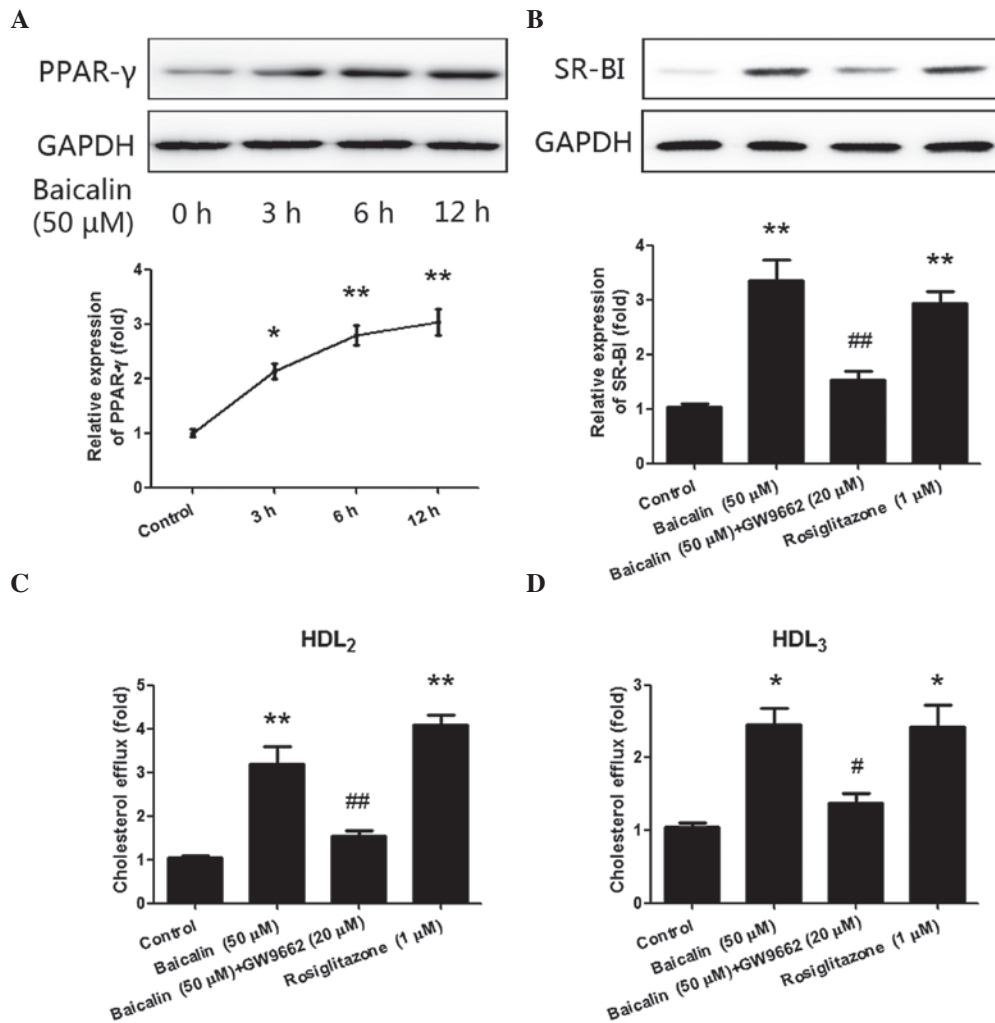 A
PPAR-γ
GAPDH
Baicalin
(50 μM)
0 h 3 h 6 h 12 h
Relative expression
of PPAR-γ (fold)
4
3
2
1
0
* ** **
Control 3 h 6 h 12 h
B
SR-BI
GAPDH
Relative expression
of SR-BI (fold)
4
3
2
1
0
** ## **
Control
Baicalin (50 μM)
Baicalin (50 μM)+GW9662 (20 μM)
Rosiglitazone (1 μM)
C
HDL2
Cholesterol efflux (fold)
5
4
3
2
1
0
** ## **
Control
Baicalin (50 μM)
Baicalin (50 μM)+GW9662 (20 μM)
Rosiglitazone (1 μM)
D
HDL3
Cholesterol efflux (fold)
3
2
1
0
* # *
Control
Baicalin (50 μM)
Baicalin (50 μM)+GW9662 (20 μM)
Rosiglitazone (1 μM)